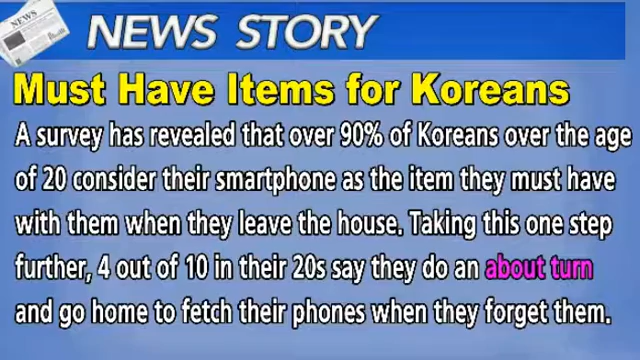 NEWS
NEWS STORY
Must Have Items for Koreans
A survey has revealed that over 90% of Koreans over the age
of 20 consider their smartphone as the item they must have
with them when they leave the house. Taking this one step
further, 4 out of 10 in their 20s say they do an about turn
and go home to fetch their phones when they forget them.